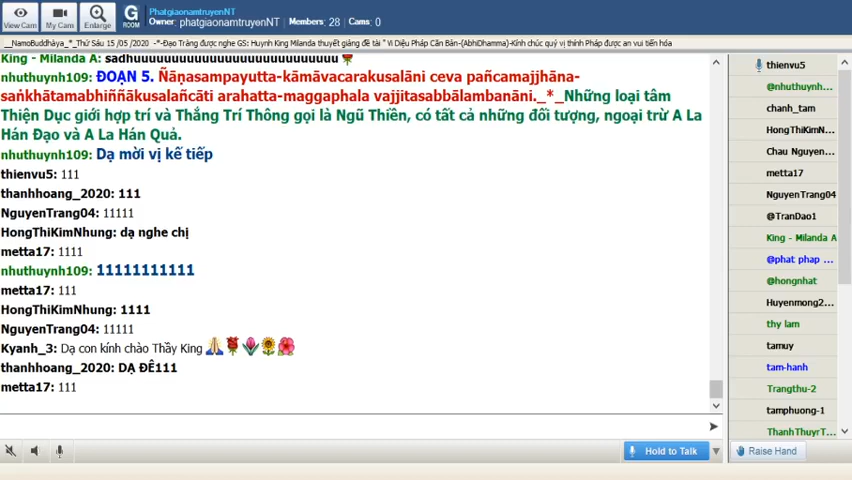 View Cam
My Cam
Enlarge
G
ROOM
PhatgiaonamtruyenNT
Owner: phatgiaonamtruyenNT | Members: 28 | Cams: 0
__NamoBuddhàya_*_Thứ Sáu 15 /05 /2020 -*-Đạo Tràng được nghe GS: Huynh King Milanda thuyết giảng đề tài " Vi Diệu Pháp Căn Bản-(AbhiDhamma)-Kính chúc quý vị thính Pháp được an vui tiến hóa
King - Milanda A: sadhuuuuuuuuuuuuuuuuuuuuuuuuuuuuuuuuuu
nhuthuynh109: ĐOẠN 5. Ñāṇasampayutta-kāmāvacarakusalāni ceva pañcamajjhāna-
saṅkhātamabhiññākusalañcāti arahatta-maggaphala vajjitasabbālambanāni._*_Những loại tâm
Thiện Dục giới hợp trí và Thắng Trí Thông gọi là Ngũ Thiền, có tất cả những đối tượng, ngoại trừ A La
Hán Đạo và A La Hán Quả.
nhuthuynh109: Dạ mời vị kế tiếp
thienvu5: 111
thanhhoang_2020: 111
NguyenTrang04: 11111
HongThiKimNhung: dạ nghe chị
metta17: 1111
nhuthuynh109: 11111111111
metta17: 111
HongThiKimNhung: 1111
NguyenTrang04: 11111
Kyanh_3: Dạ con kính chào Thầy King
thanhhoang_2020: DẠ ĐÊ111
metta17: 111
Hold to Talk
thienvu5
@nhuthuynh...
chanh_tam
HongThiKimN...
Chau Nguyen...
metta17
NguyenTrang04
@TranDao1
King - Milanda A
@phat phap ...
@hongnhat
Huyenmong2...
thy lam
tamuy
tam-hanh
Trangthu-2
tamphuong-1
ThanhThuyrT...
Raise Hand